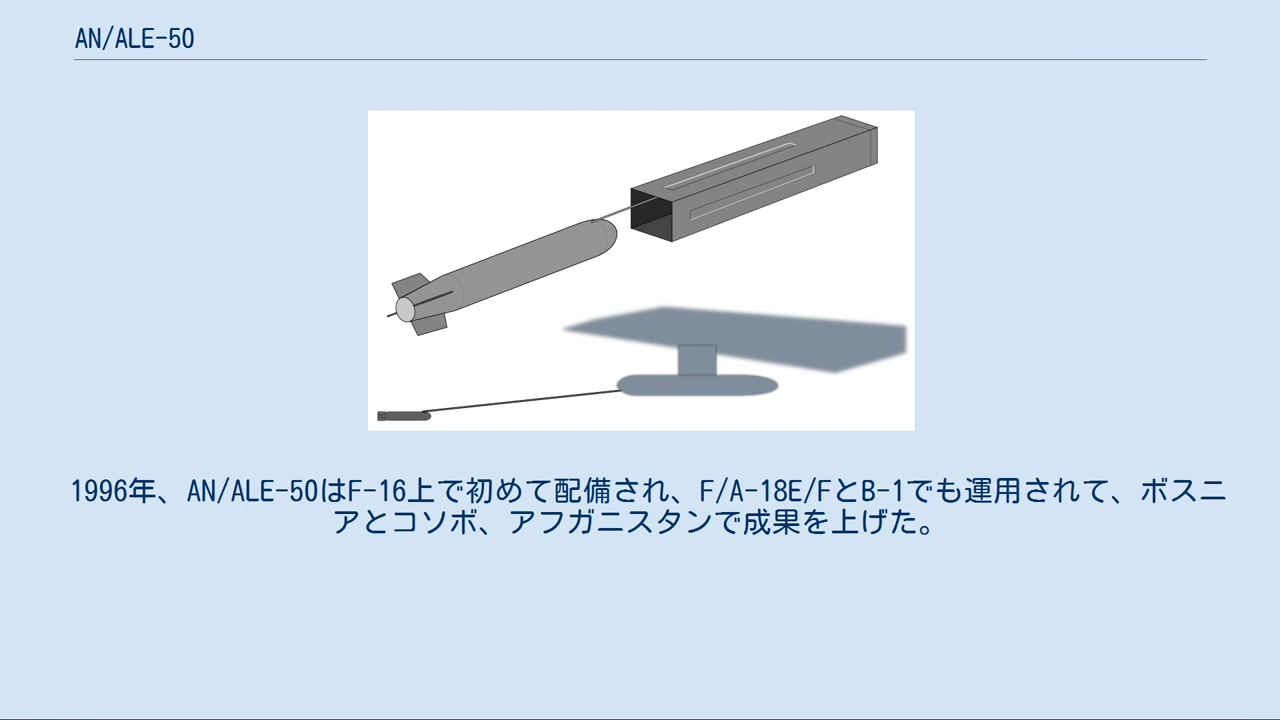 AN/ALE-50
1996年、AN/ALE-50はF-16上で初めて配備され、F/A-18E/FとB-1でも運用されて、ボスニ
アとコソボ、アフガニスタンで成果を上げた。